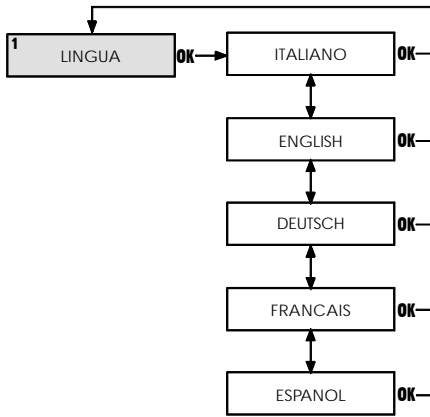 1
LINGUA OK ITALIANO OK
ENGLISH OK
DEUTSCH OK
FRANCAIS OK
ESPANOL OK